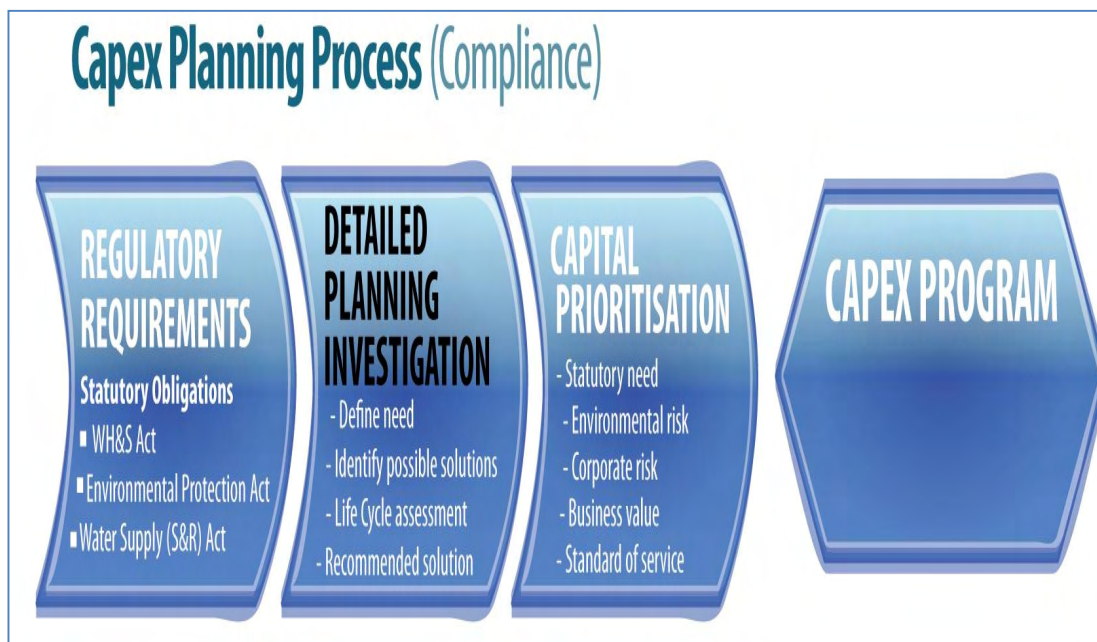 Capex Planning Process (Compliance)
REGULATORY
REQUIREMENTS
Statutory Obligations
▪ WH&S Act
▪ Environmental Protection Act
▪ Water Supply (S&R) Act
DETAILED
PLANNING
INVESTIGATION
- Define need
- Identify possible solutions
- Life Cycle assessment
- Recommended solution
CAPITAL
PRIORITISATION
- Statutory need
- Environmental risk
- Corporate risk
- Business value
- Standard of service
CAPEX PROGRAM